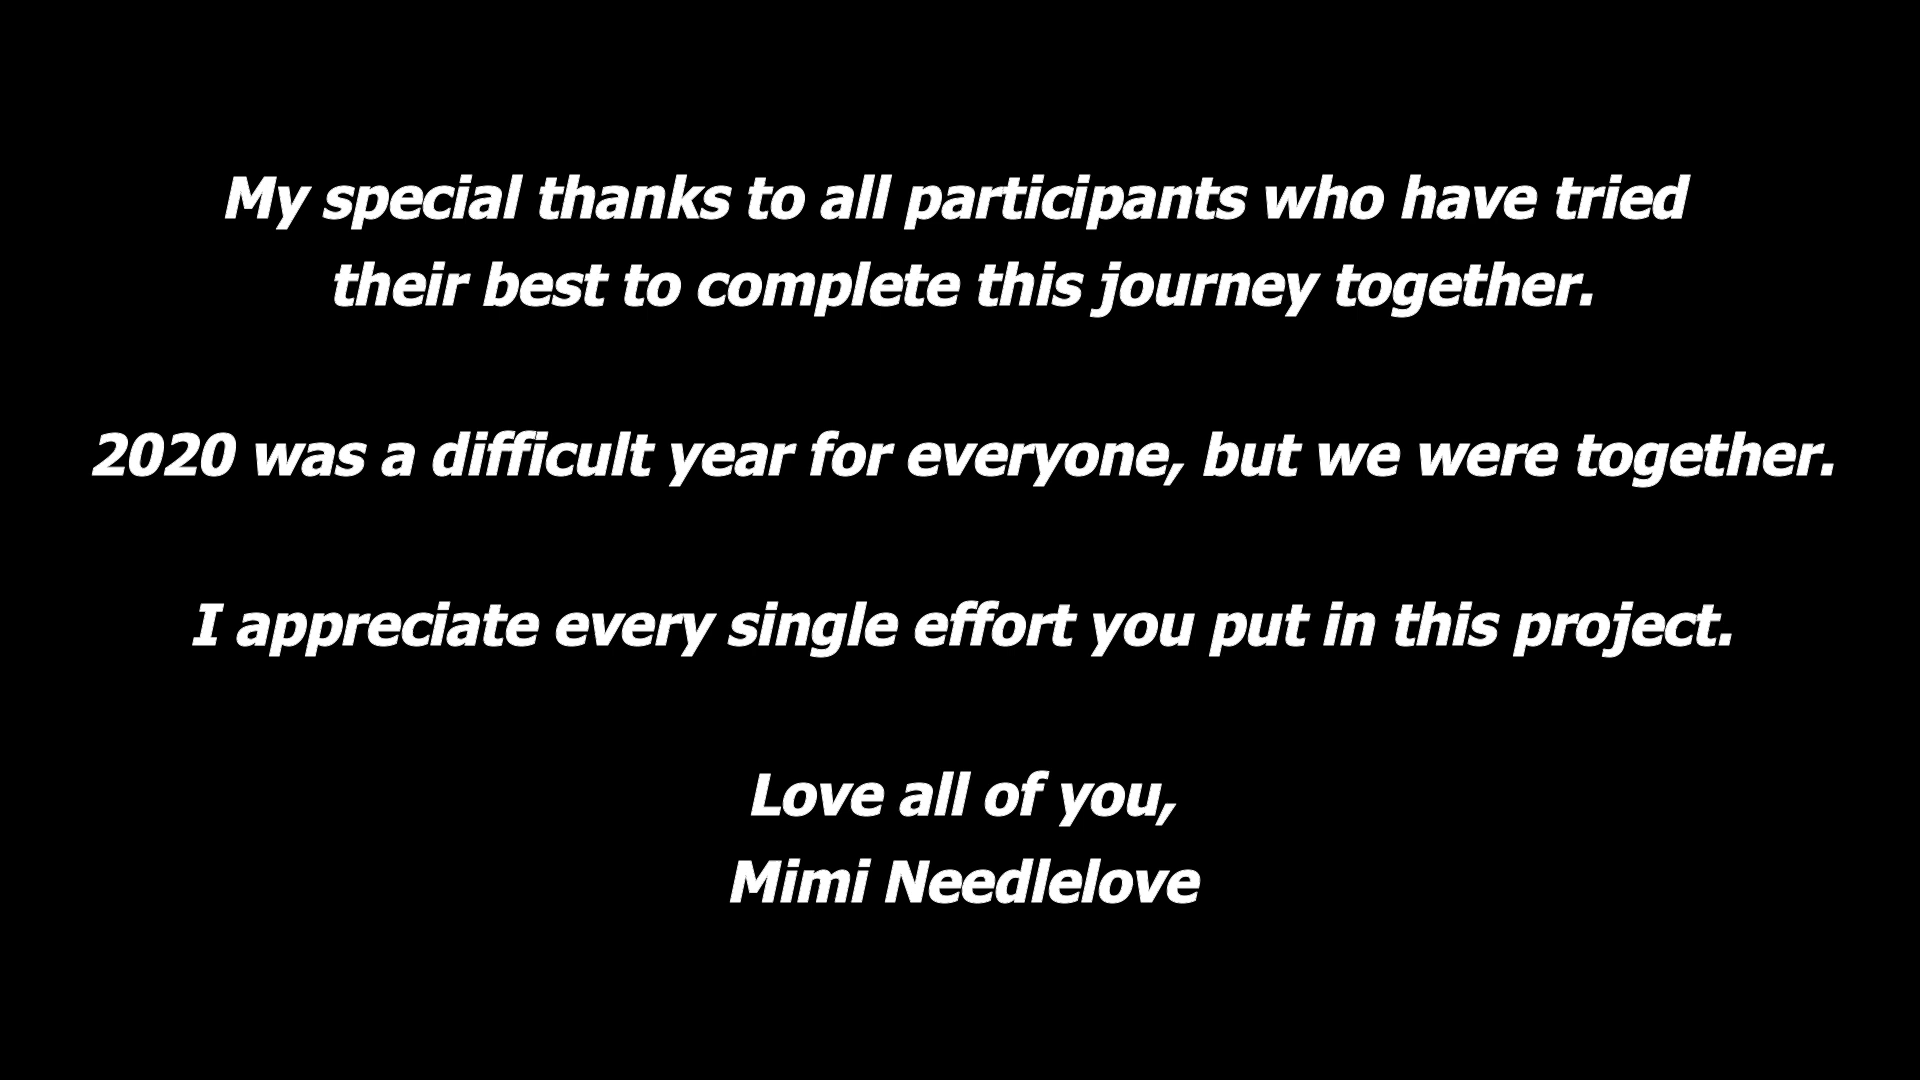 My special thanks to all participants who have tried
their best to complete this journey together.
2020 was a difficult year for everyone, but we were together.
I appreciate every single effort you put in this project.
Love all of you,
Mimi Needlelove